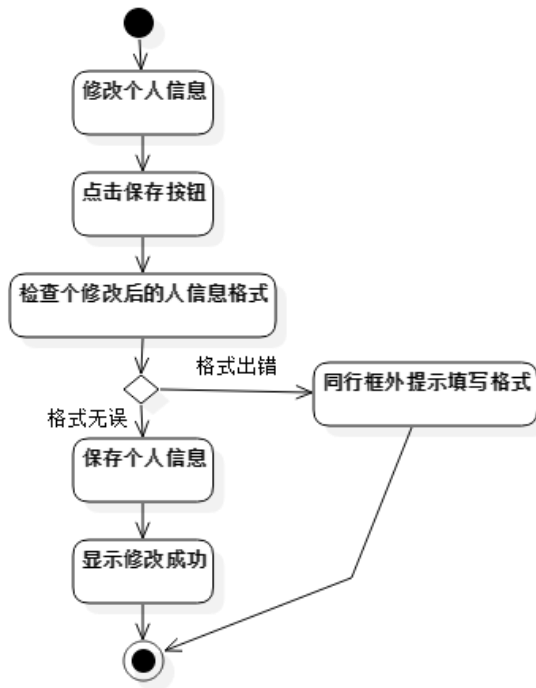 修改个人信息
点击保存按钮
检查个修改后的人信息格式
格式出错
同行框外提示填写格式
格式无误
保存个人信息
显示修改成功